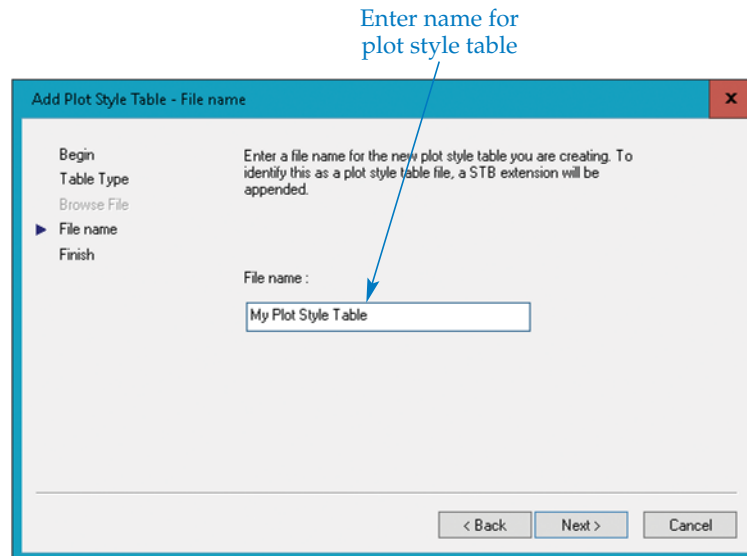 Enter name for
plot style table
Add Plot Style Table - File name
x
Begin
Table Type
Browse File
File name
Finish
Enter a file name for the new plot style table you are creating. To
identify this as a plot style table file, a STB extension will be
appended.
File name :
My Plot Style Table
< Back
Next >
Cancel